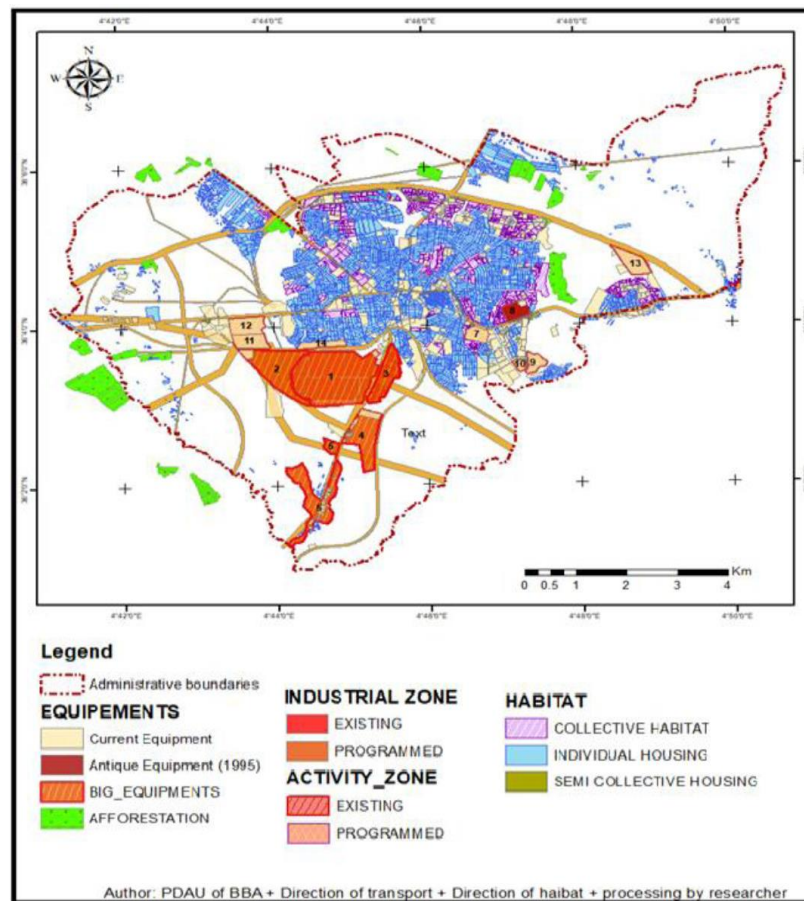 4°42'0"E 4°44'0"E 4°46'0"E 4°48'0"E 4°50'0"E
N
W E
S
13
8
12
7
11
14
10 9
2
1
3
4
Text
5
6
Km
0 0.5 1 2 3 4
4°42'0"E 4°44'0"E 4°46'0"E 4°48'0"E 4°50'0"E
Legend
Administrative boundaries
EQUIPEMENTS
Current Equipment
Antique Equipment (1995)
BIG_EQUIPMENTS
AFFORESTATION
INDUSTRIAL ZONE
EXISTING
PROGRAMMED
ACTIVITY_ZONE
EXISTING
PROGRAMMED
HABITAT
COLLECTIVE HABITAT
INDIVIDUAL HOUSING
SEMI COLLECTIVE HOUSING
Author: PDAU of BBA + Direction of transport + Direction of haibat + processing by researcher